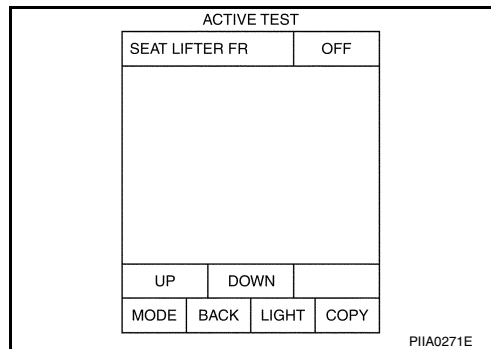 ACTIVE TEST
SEAT LIFTER FR OFF
UP DOWN
MODE BACK LIGHT COPY
PIIA0271E